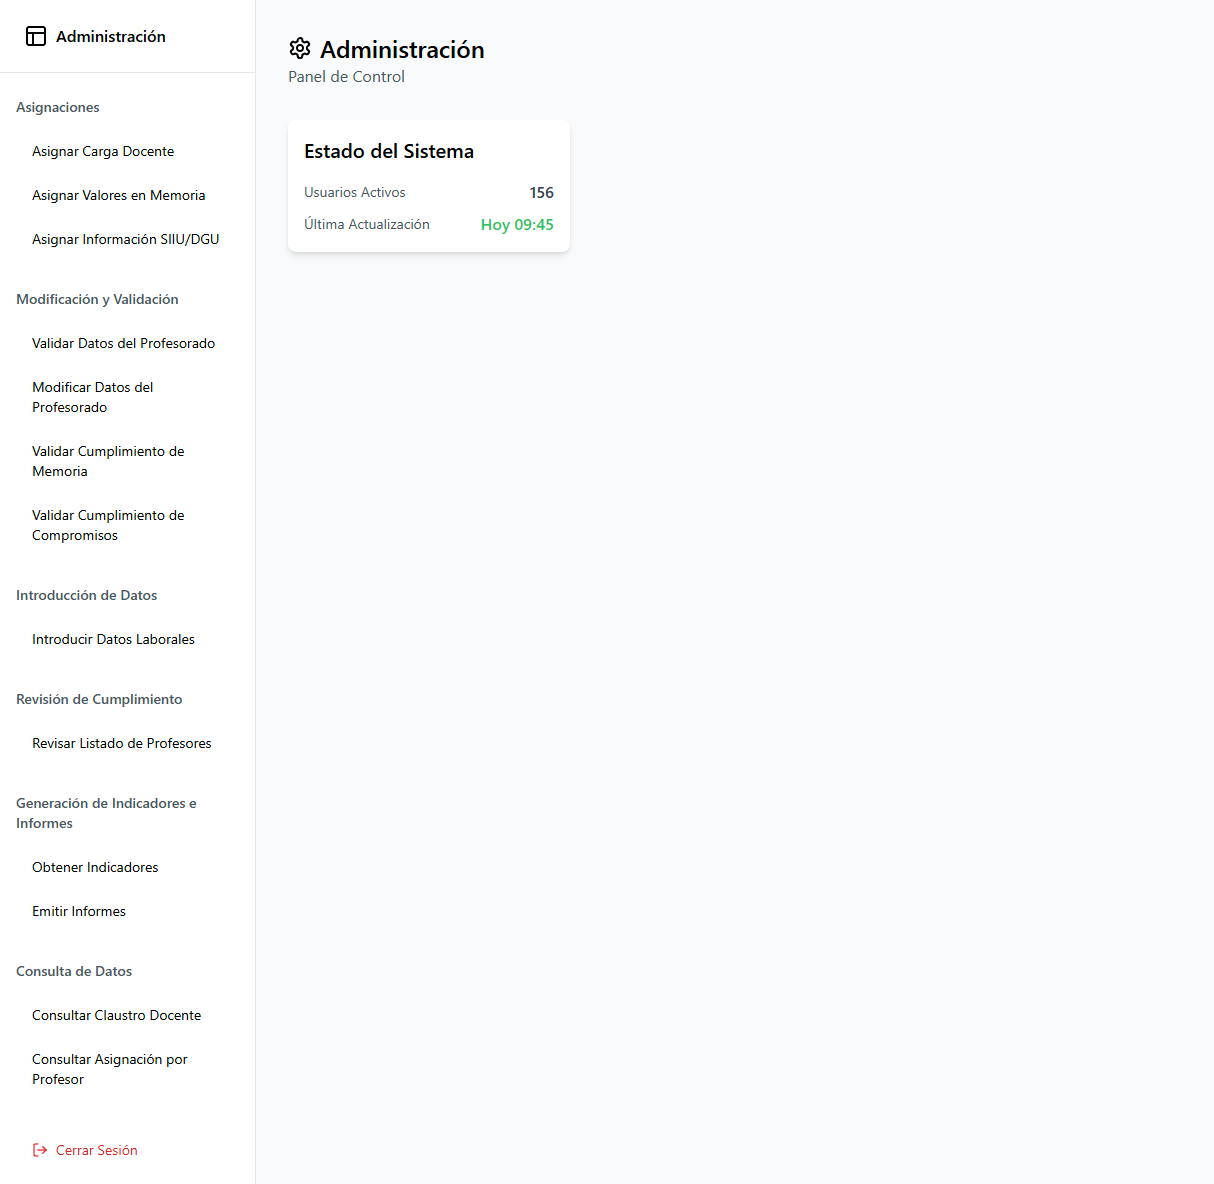 Administración
Asignaciones
Asignar Carga Docente
Asignar Valores en Memoria
Asignar Información SIIU/DGU
Modificación y Validación
Validar Datos del Profesorado
Modificar Datos del
Profesorado
Validar Cumplimiento de
Memoria
Validar Cumplimiento de
Compromisos
Introducción de Datos
Introducir Datos Laborales
Revisión de Cumplimiento
Revisar Listado de Profesores
Generación de Indicadores e
Informes
Obtener Indicadores
Emitir Informes
Consulta de Datos
Consultar Claustro Docente
Consultar Asignación por
Profesor
Cerrar Sesión
Administración
Panel de Control
Estado del Sistema
Usuarios Activos 156
Última Actualización Hoy 09:45